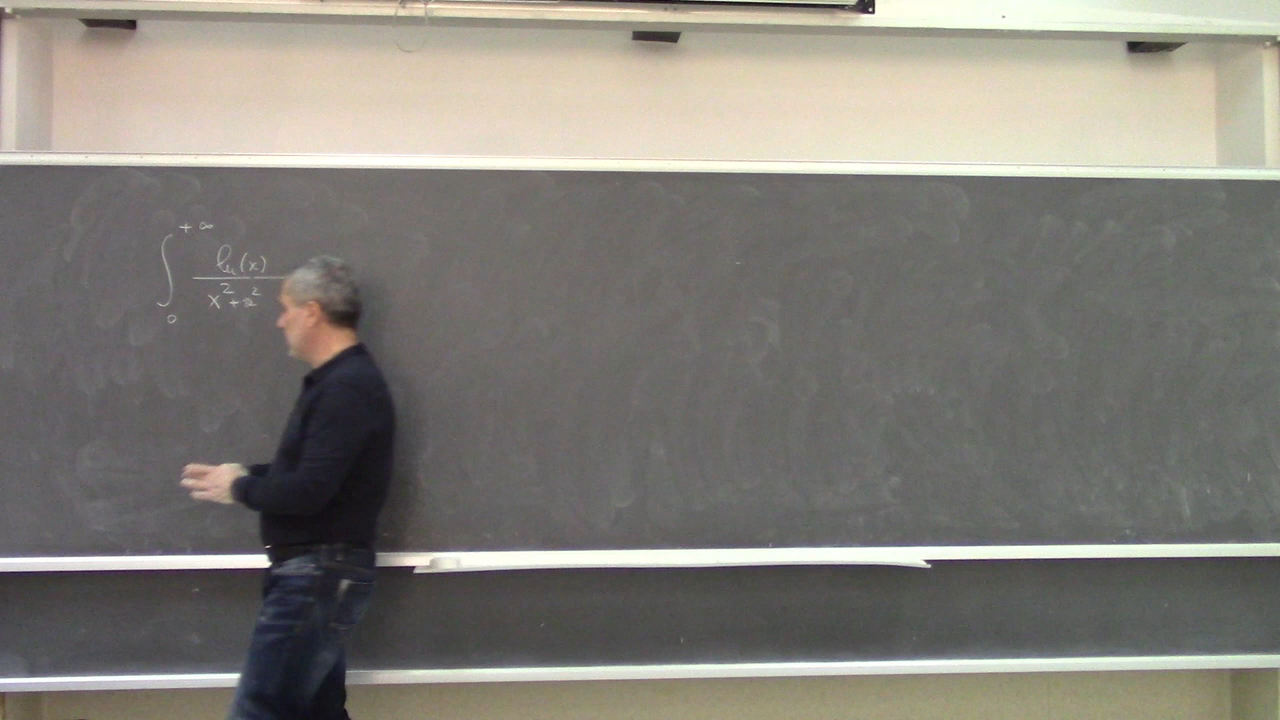 ∫₀^{+∞} ln(x) / (x² + a²)